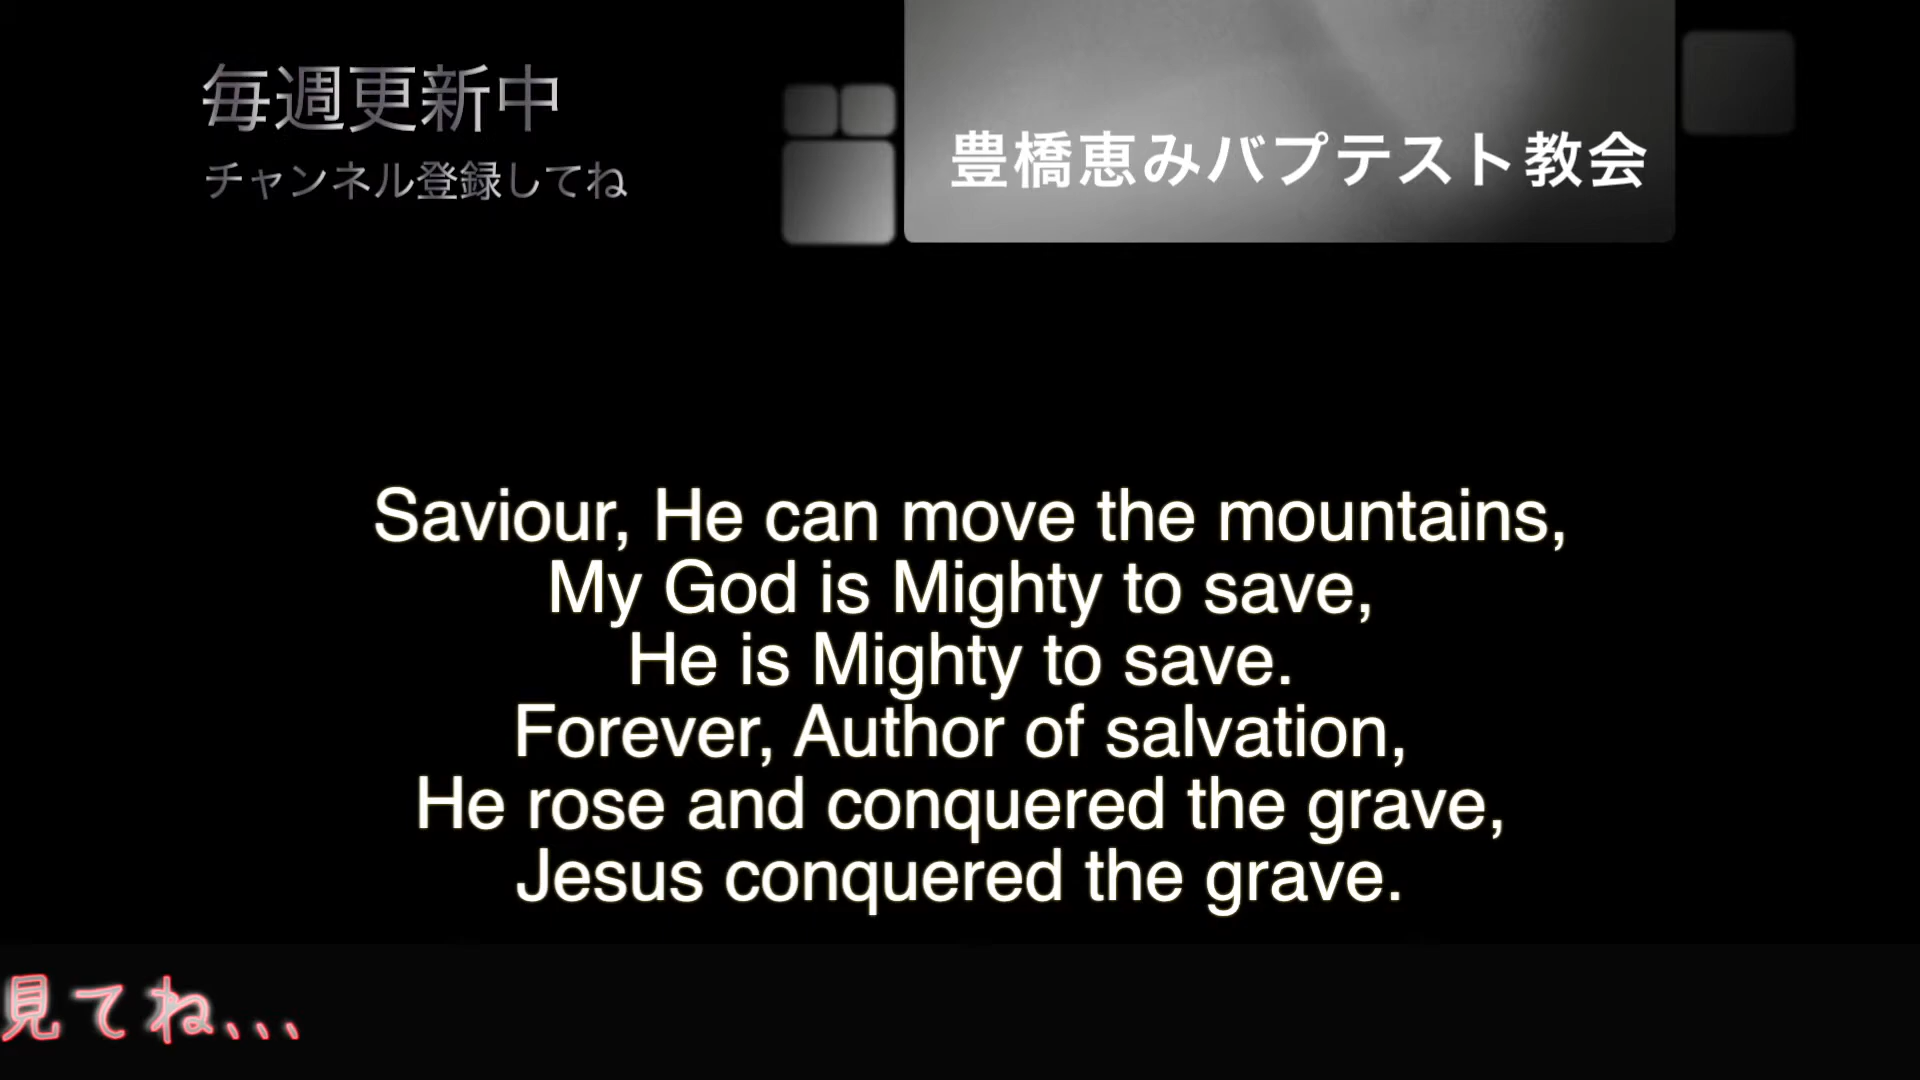 毎週更新中
チャンネル登録してね
豊橋恵みバプテスト教会
Saviour, He can move the mountains,
My God is Mighty to save,
He is Mighty to save.
Forever, Author of salvation,
He rose and conquered the grave,
Jesus conquered the grave.
見てね、、、